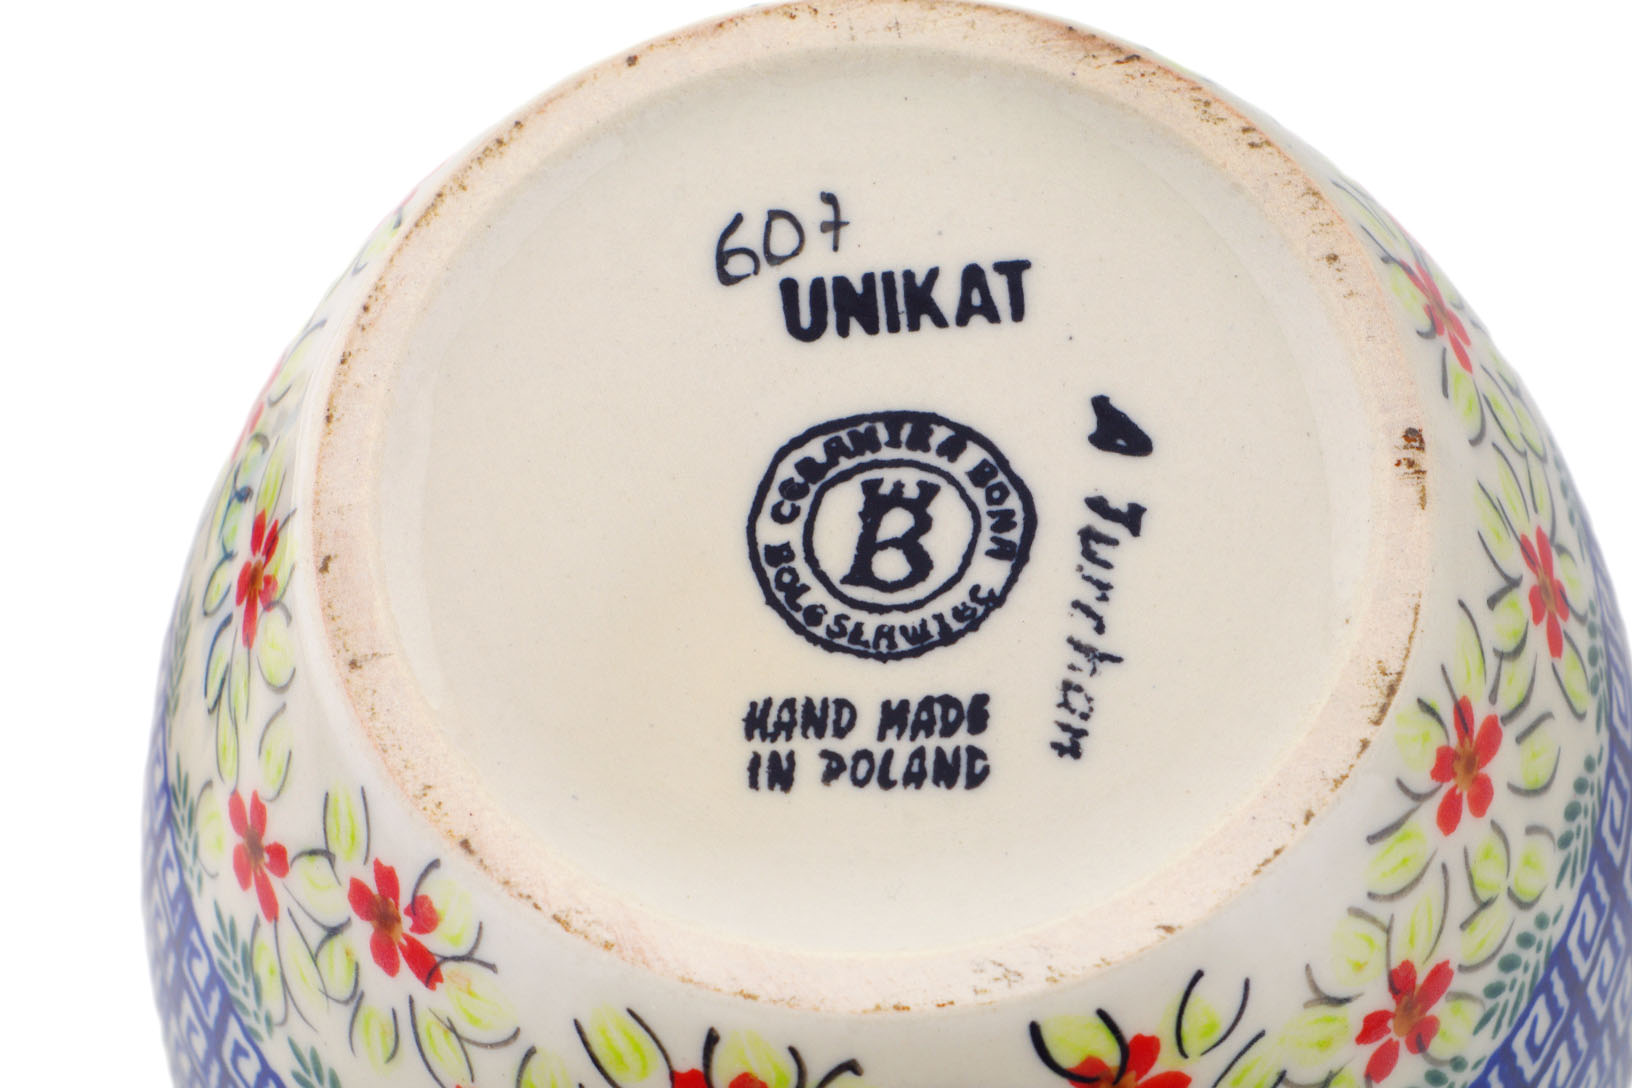 607
UNIKAT
CERAMIKA BONA
BOLESLAWIEC
B
HAND MADE
IN POLAND